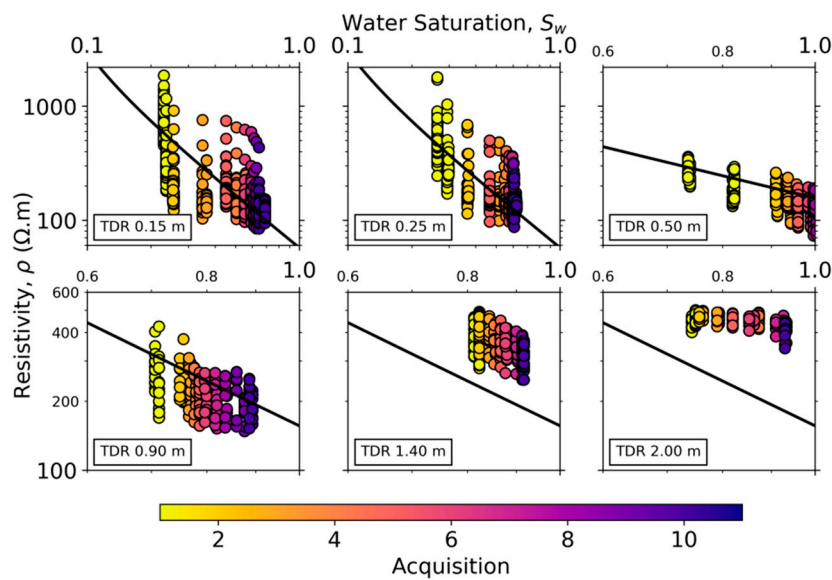 Water Saturation, S_w
0.1 1.0 0.1 1.0 0.6 0.8 1.0
1000
100
TDR 0.15 m TDR 0.25 m TDR 0.50 m
Resistivity, ρ (Ω.m)
0.6 0.8 1.0 0.6 0.8 1.0 0.6 0.8 1.0
600
400
300
200
100
TDR 0.90 m TDR 1.40 m TDR 2.00 m
2 4 6 8 10
Acquisition